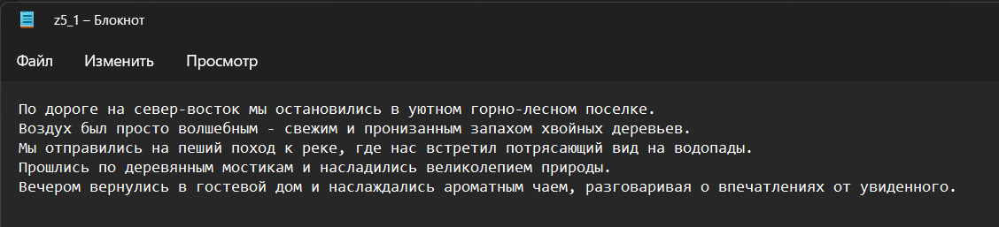 z5_1 – Блокнот
Файл Изменить Просмотр
По дороге на север-восток мы остановились в уютном горно-лесном поселке.
Воздух был просто волшебным - свежим и пронизанным запахом хвойных деревьев.
Мы отправились на пеший поход к реке, где нас встретил потрясающий вид на водопады.
Прошлись по деревянным мостикам и насладились великолепием природы.
Вечером вернулись в гостевой дом и наслаждались ароматным чаем, разговаривая о впечатлениях от увиденного.